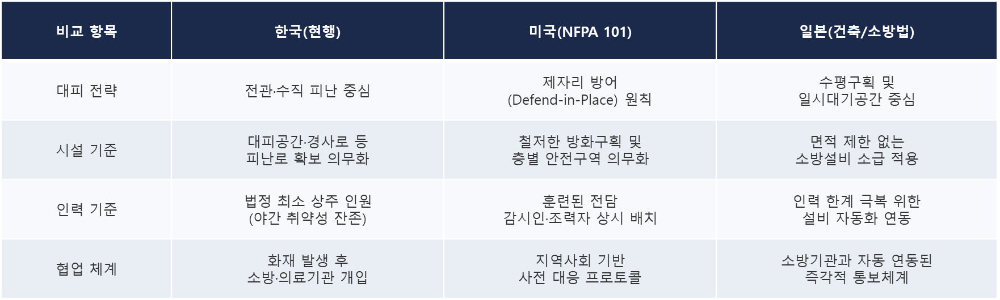 비교 항목
한국(현행)
미국(NFPA 101)
일본(건축/소방법)
대피 전략
전관·수직 피난 중심
제자리 방어
(Defend-in-Place) 원칙
수평구획 및
일시대기공간 중심
시설 기준
대피공간·경사로 등
피난로 확보 의무화
철저한 방화구획 및
층별 안전구역 의무화
면적 제한 없는
소방설비 소급 적용
인력 기준
법정 최소 상주 인원
(야간 취약성 잔존)
훈련된 전담
감시인·조력자 상시 배치
인력 한계 극복 위한
설비 자동화 연동
협업 체계
화재 발생 후
소방·의료기관 개입
지역사회 기반
사전 대응 프로토콜
소방기관과 자동 연동된
즉각적 통보체계